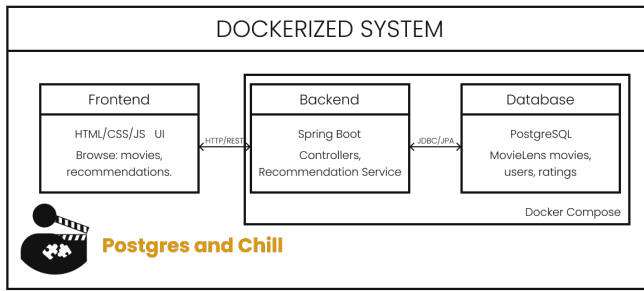 DOCKERIZED SYSTEM
Frontend
HTML/CSS/JS UI
Browse: movies,
recommendations.
HTTP/REST
Backend
Spring Boot
Controllers,
Recommendation Service
JDBC/JPA
Database
PostgreSQL
MovieLens movies,
users, ratings
Docker Compose
Postgres and Chill